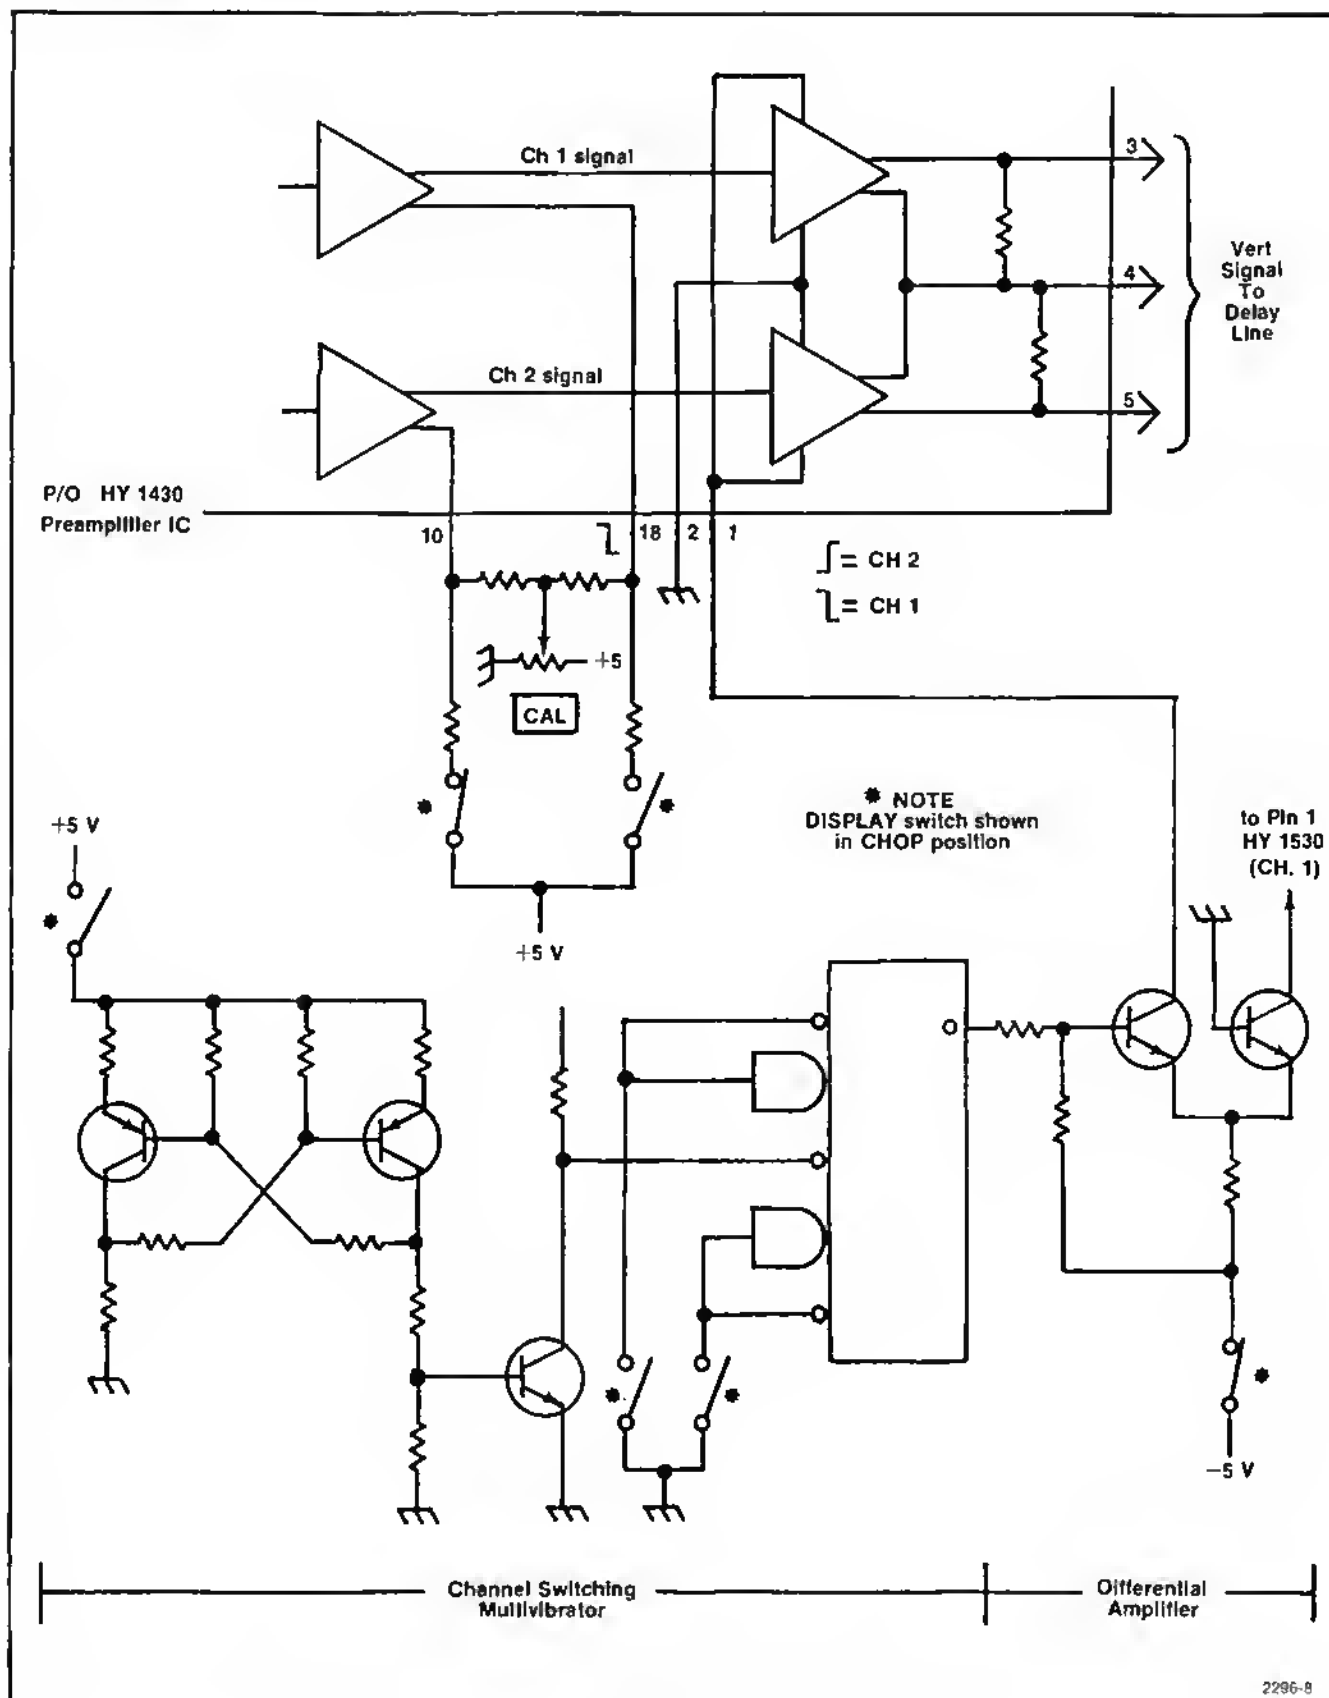 3
Ch 1 signal
4
Vert
Signal
To
Delay
Line
Ch 2 signal
5
P/O HY 1430
Preamplifier IC
10
18
2
1
= CH 2
= CH 1
+5
CAL
* NOTE
DISPLAY switch shown
in CHOP position
*
*
to Pin 1
HY 1530
(CH. 1)
+5 V
*
+5 V
*
*
*
-5 V
Channel Switching
Multivibrator
Differential
Amplifier
2296-8